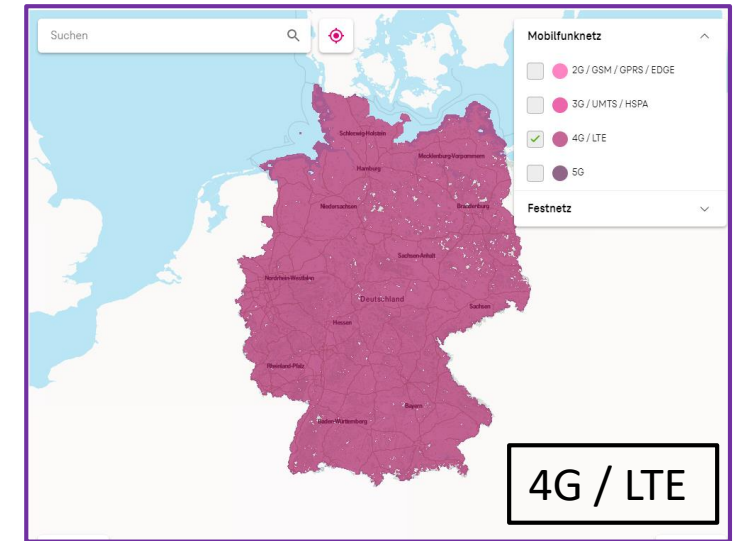 Suchen
Mobilfunknetz
2G / GSM / GPRS / EDGE
3G / UMTS / HSPA
4G / LTE
5G
Festnetz
Schleswig-Holstein
Mecklenburg-Vorpommern
Hamburg
Niedersachsen
Brandenburg
Sachsen-Anhalt
Nordrhein-Westfalen
Deutschland
Sachsen
Hessen
Rheinland-Pfalz
Bayern
Baden-Württemberg
4G / LTE